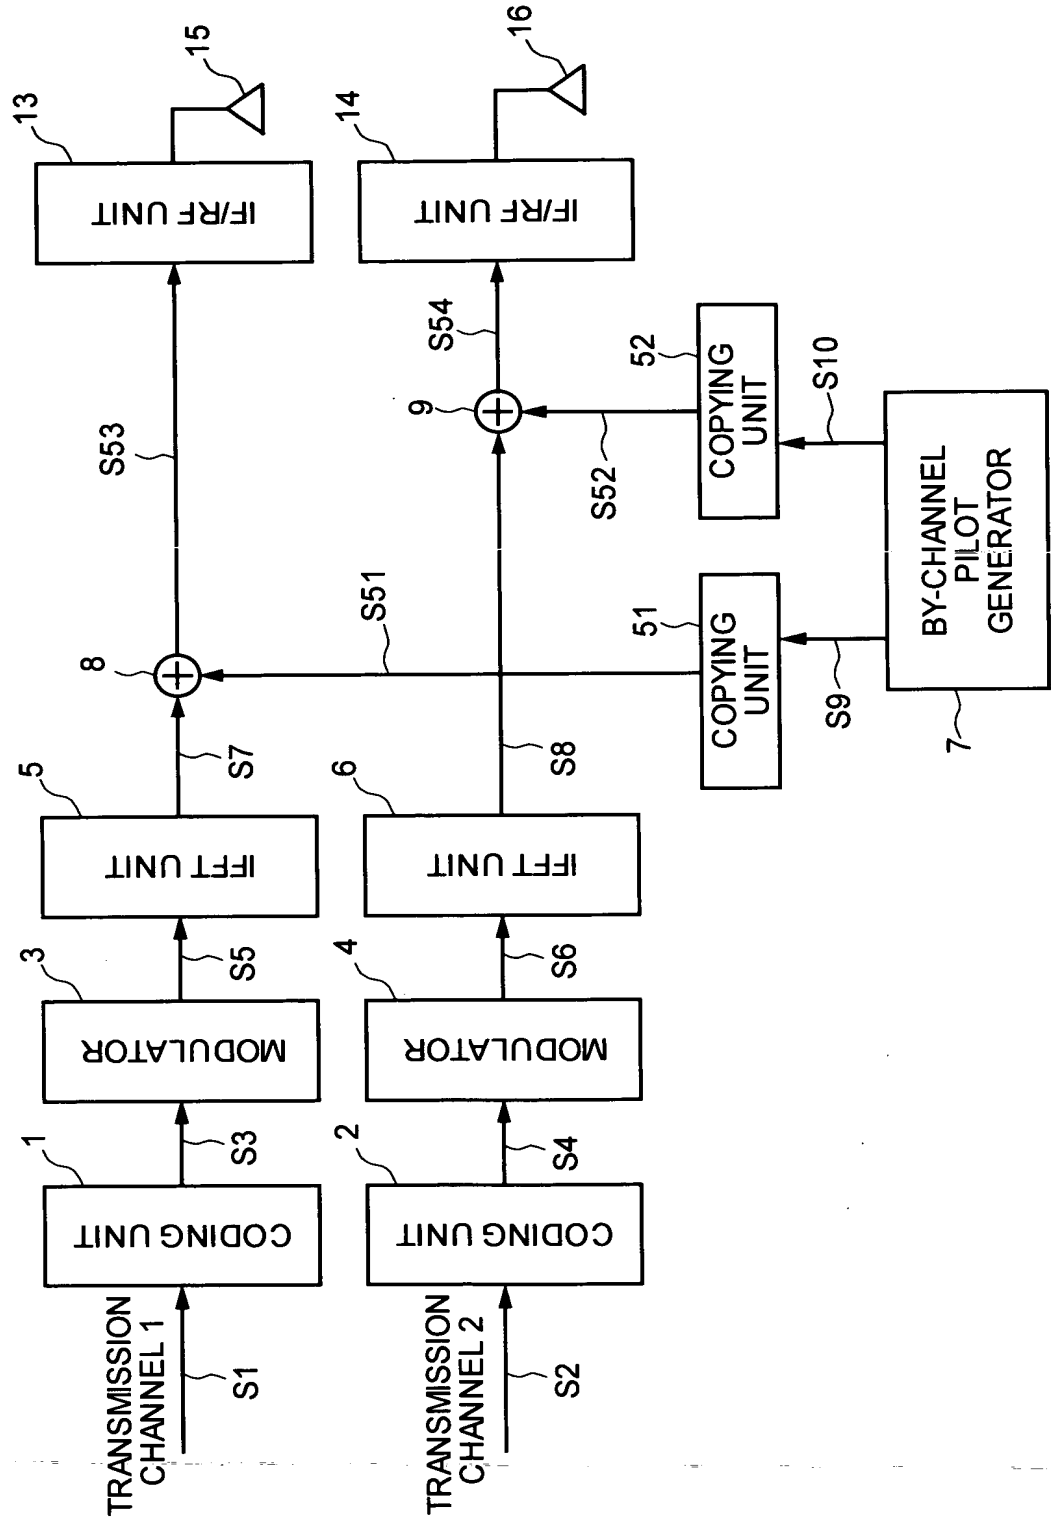 TRANSMISSION
CHANNEL 1
S1
1
CODING UNIT
S3
3
MODULATOR
S5
5
IFFT UNIT
S7
8
S53
13
IF/RF UNIT
15
TRANSMISSION
CHANNEL 2
S2
2
CODING UNIT
S4
4
MODULATOR
S6
6
IFFT UNIT
S8
S51
9
S54
14
IF/RF UNIT
16
S52
51
COPYING
UNIT
52
COPYING
UNIT
S9
S10
7
BY-CHANNEL
PILOT
GENERATOR